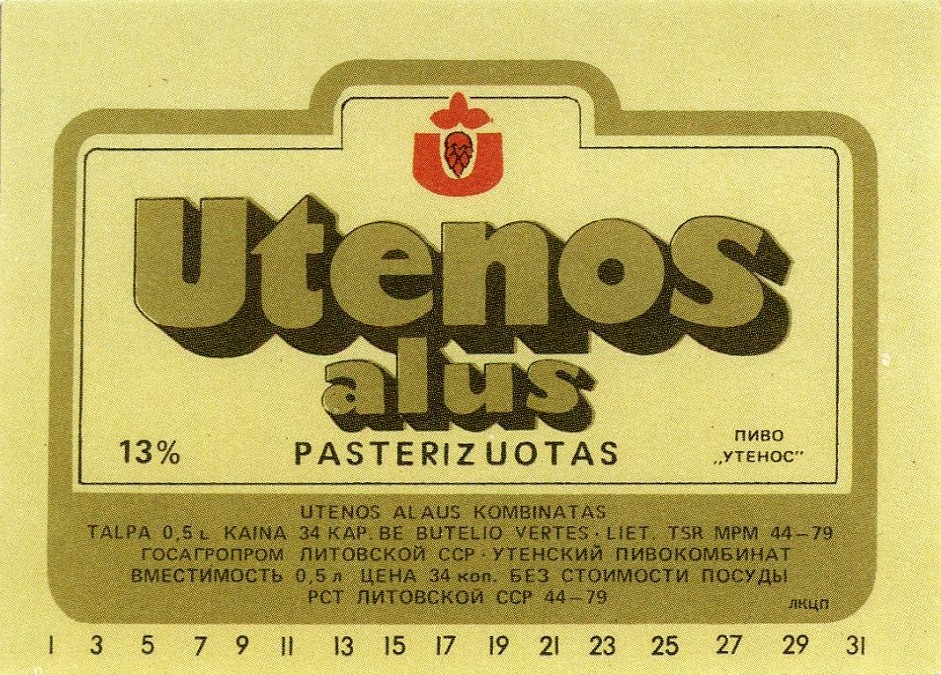 Utenos
alus
13%
PASTERIZUOTAS
ПИВО
„УТЕНОС“
UTENOS ALAUS KOMBINATAS
TALPA 0,5 L KAINA 34 KAP. BE BUTELIO VERTES · LIET. TSR MPM 44—79
ГОСАГРОПРОМ ЛИТОВСКОЙ ССР · УТЕНСКИЙ ПИВОКОМБИНАТ
ВМЕСТИМОСТЬ 0,5 л ЦЕНА 34 коп. БЕЗ СТОИМОСТИ ПОСУДЫ
РСТ ЛИТОВСКОЙ ССР 44—79
ЛКЦП
1 3 5 7 9 11 13 15 17 19 21 23 25 27 29 31